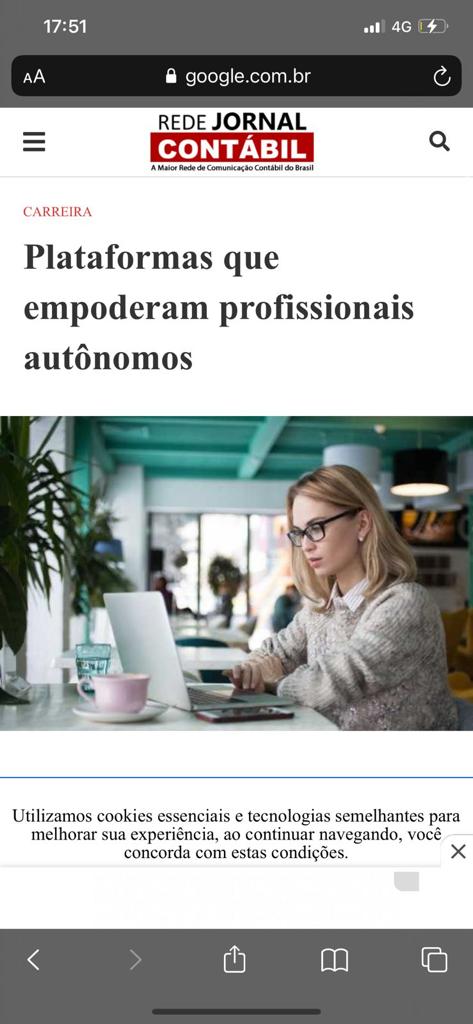 17:51
4G
AA
google.com.br
REDE JORNAL
CONTÁBIL
A Maior Rede de Comunicação Contábil do Brasil
CARREIRA
Plataformas que
empoderam profissionais
autônomos
Utilizamos cookies essenciais e tecnologias semelhantes para
melhorar sua experiência, ao continuar navegando, você
concorda com estas condições.